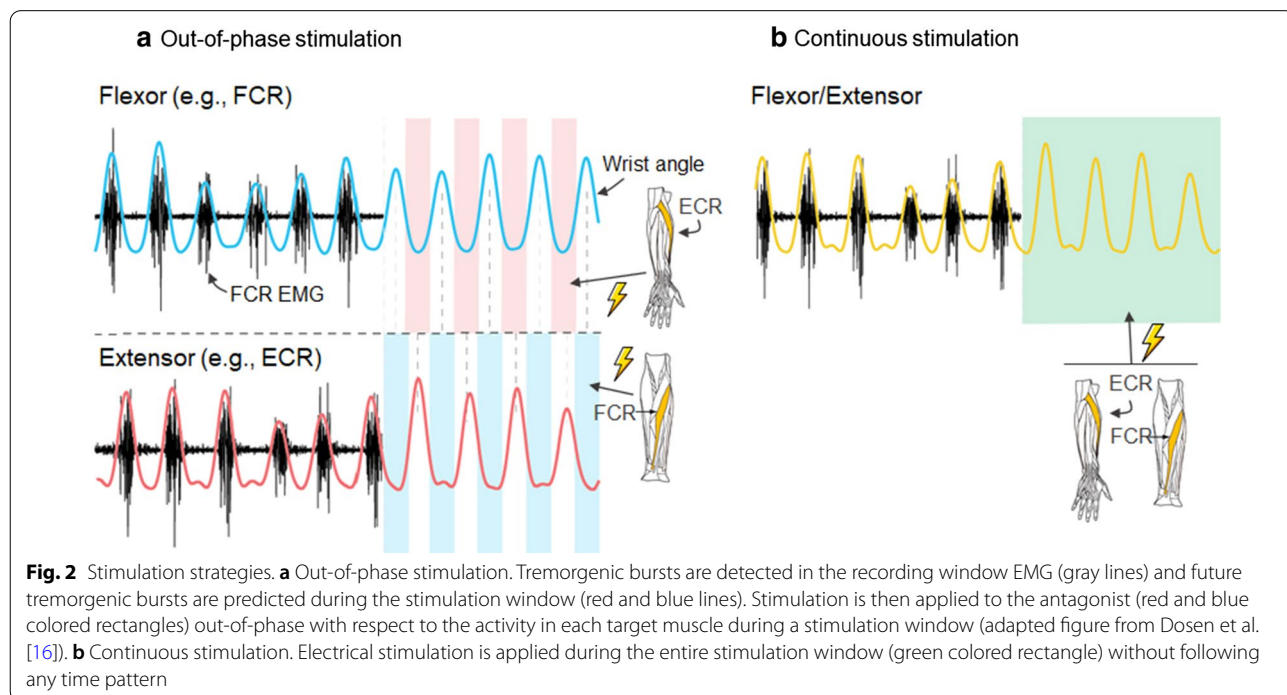 a Out-of-phase stimulation
b Continuous stimulation
Flexor (e.g., FCR)
Wrist angle
ECR
FCR EMG
Extensor (e.g., ECR)
FCR
Flexor/Extensor
ECR
FCR
Fig. 2 Stimulation strategies. a Out-of-phase stimulation. Tremorgenic bursts are detected in the recording window EMG (gray lines) and future
tremorgenic bursts are predicted during the stimulation window (red and blue lines). Stimulation is then applied to the antagonist (red and blue
colored rectangles) out-of-phase with respect to the activity in each target muscle during a stimulation window (adapted figure from Dosen et al.
[16]). b Continuous stimulation. Electrical stimulation is applied during the entire stimulation window (green colored rectangle) without following
any time pattern